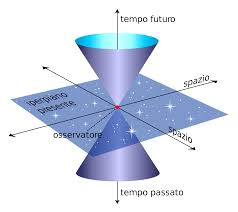 tempo futuro
spazio
iperpiano
presente
osservatore
spazio
tempo passato